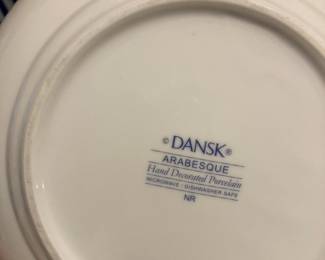 © DANSK ®
ARABESQUE
Hand Decorated Porcelain
MICROWAVE · DISHWASHER SAFE
NR